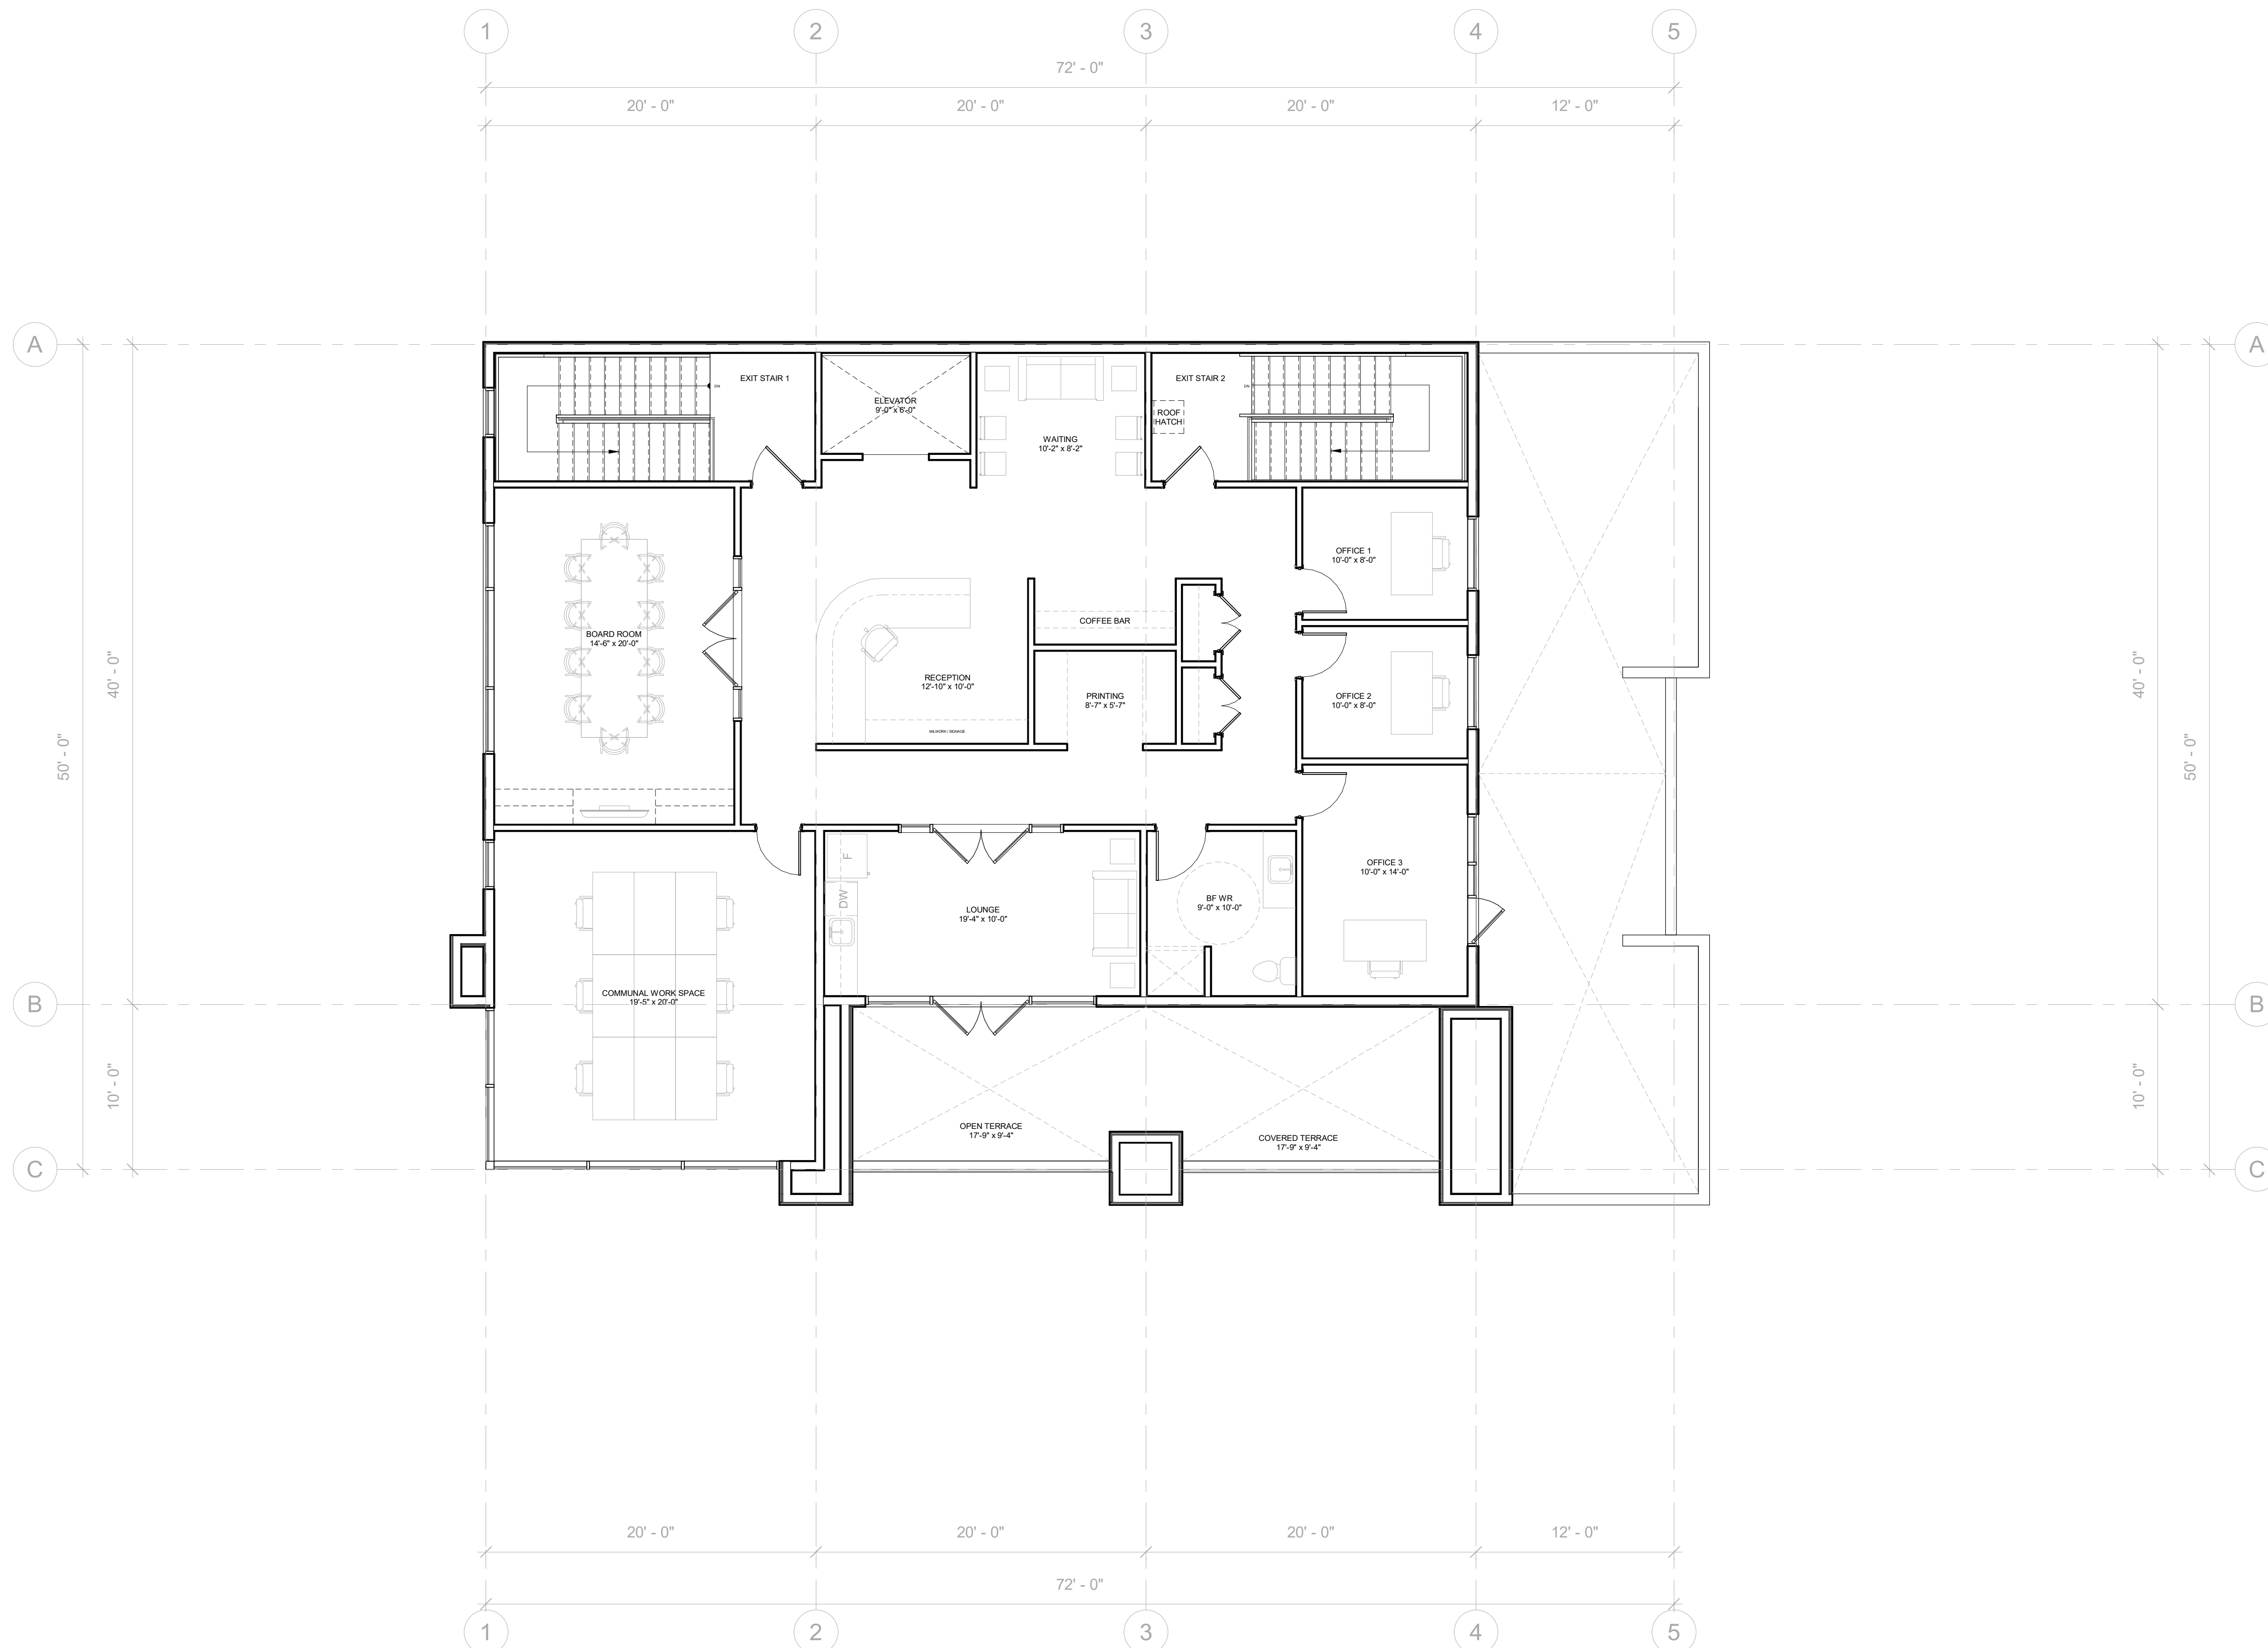 1 2 3 4 5
72' - 0"
20' - 0" 20' - 0" 20' - 0" 12' - 0"
A A
EXIT STAIR 1
DN
ELEVATOR
9'-0" x 6'-0"
WAITING
10'-2" x 8'-2"
EXIT STAIR 2
DN
ROOF
HATCH
OFFICE 1
10'-0" x 8'-0"
BOARD ROOM
14'-6" x 20'-0"
COFFEE BAR
RECEPTION
12'-10" x 10'-0"
MILWORK / SIGNAGE
PRINTING
8'-7" x 5'-7"
OFFICE 2
10'-0" x 8'-0"
40' - 0"
50' - 0"
40' - 0"
50' - 0"
F
DW
LOUNGE
19'-4" x 10'-0"
BF WR
9'-0" x 10'-0"
OFFICE 3
10'-0" x 14'-0"
COMMUNAL WORK SPACE
19'-5" x 20'-0"
B B
10' - 0"
10' - 0"
OPEN TERRACE
17'-9" x 9'-4"
COVERED TERRACE
17'-9" x 9'-4"
C C
20' - 0" 20' - 0" 20' - 0" 12' - 0"
72' - 0"
1 2 3 4 5